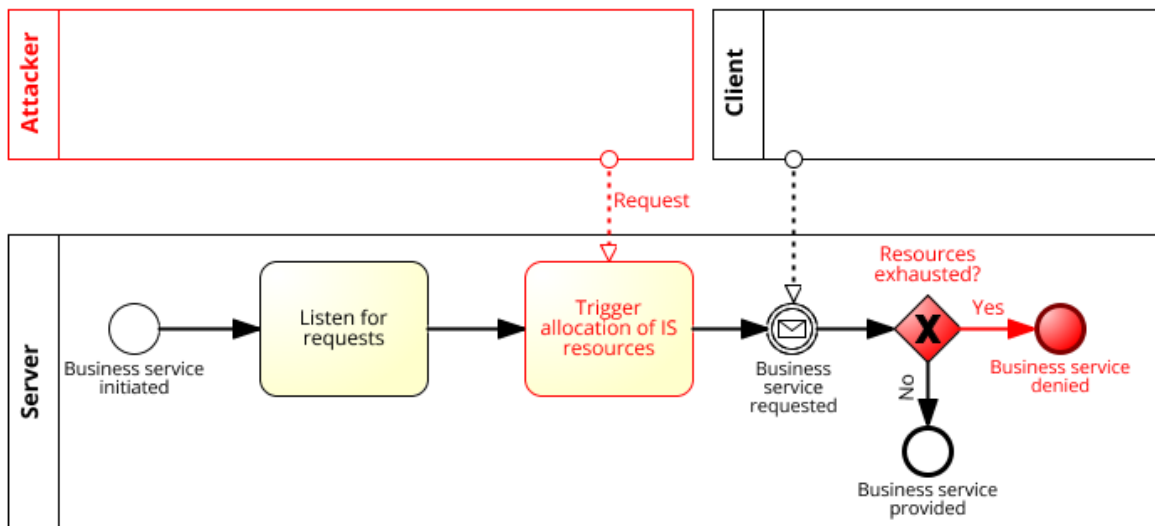 Attacker
Client
Request
Server
Business service
initiated
Listen for
requests
Trigger
allocation of IS
resources
Business
service
requested
Resources
exhausted?
Yes
Business service
denied
No
Business service
provided